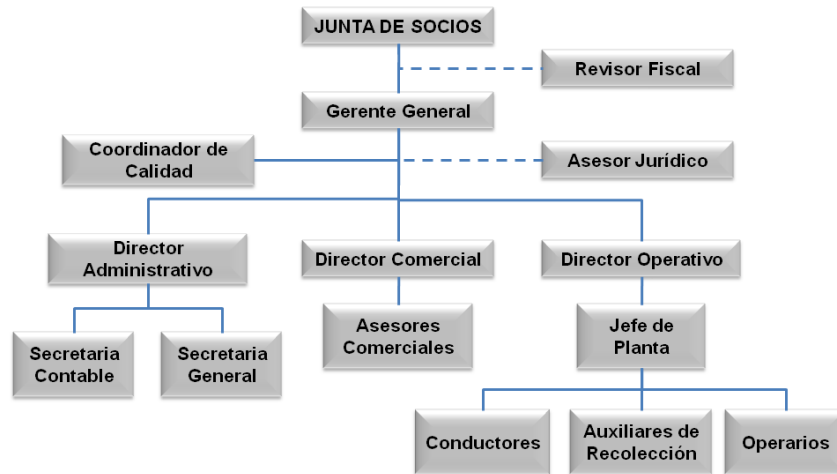 JUNTA DE SOCIOS
Revisor Fiscal
Gerente General
Coordinador de
Calidad
Asesor Jurídico
Director
Administrativo
Director Comercial
Director Operativo
Secretaria
Contable
Secretaria
General
Asesores
Comerciales
Jefe de
Planta
Conductores
Auxiliares de
Recolección
Operarios